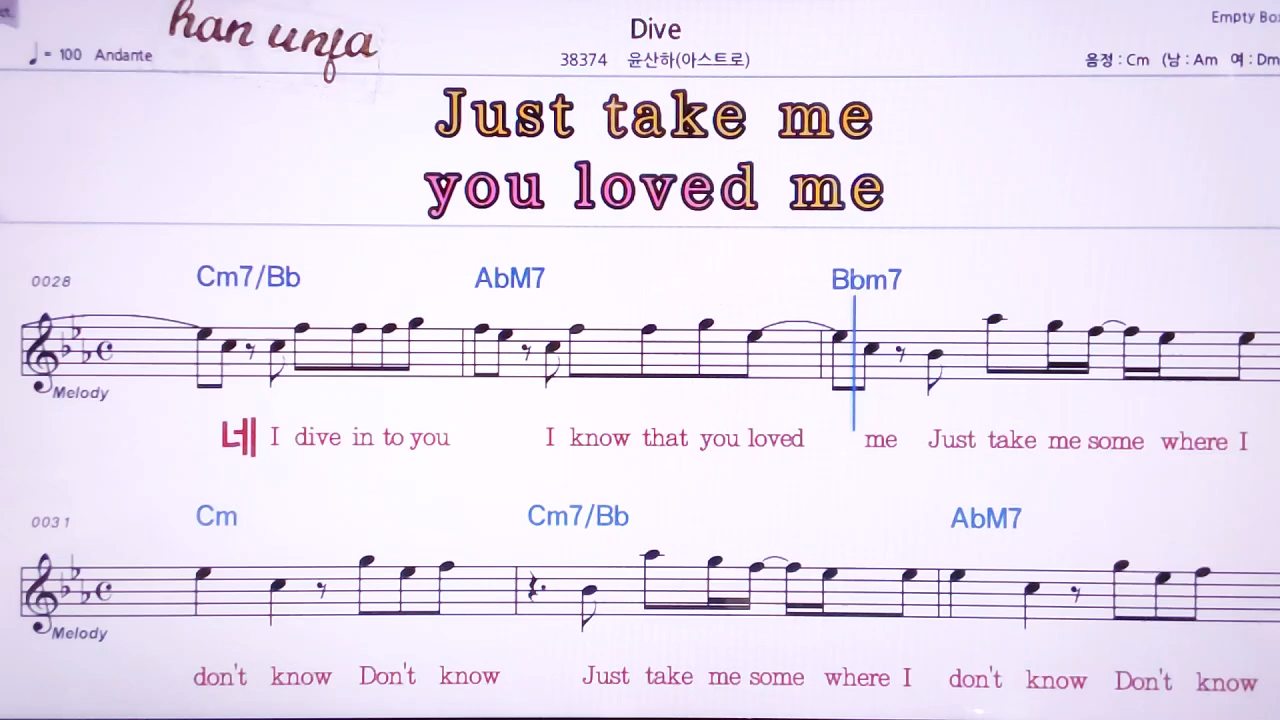 han unja
Dive
Empty Bo
♩= 100 Andante
38374 윤산하(아스트로)
음정 : Cm (남 : Am 여 : Dm
Just take me
you loved me
0028
Cm7/Bb AbM7 Bbm7
Melody
네 I dive in to you I know that you loved me Just take me some where I
0031
Cm Cm7/Bb AbM7
Melody
don't know Don't know Just take me some where I don't know Don't know